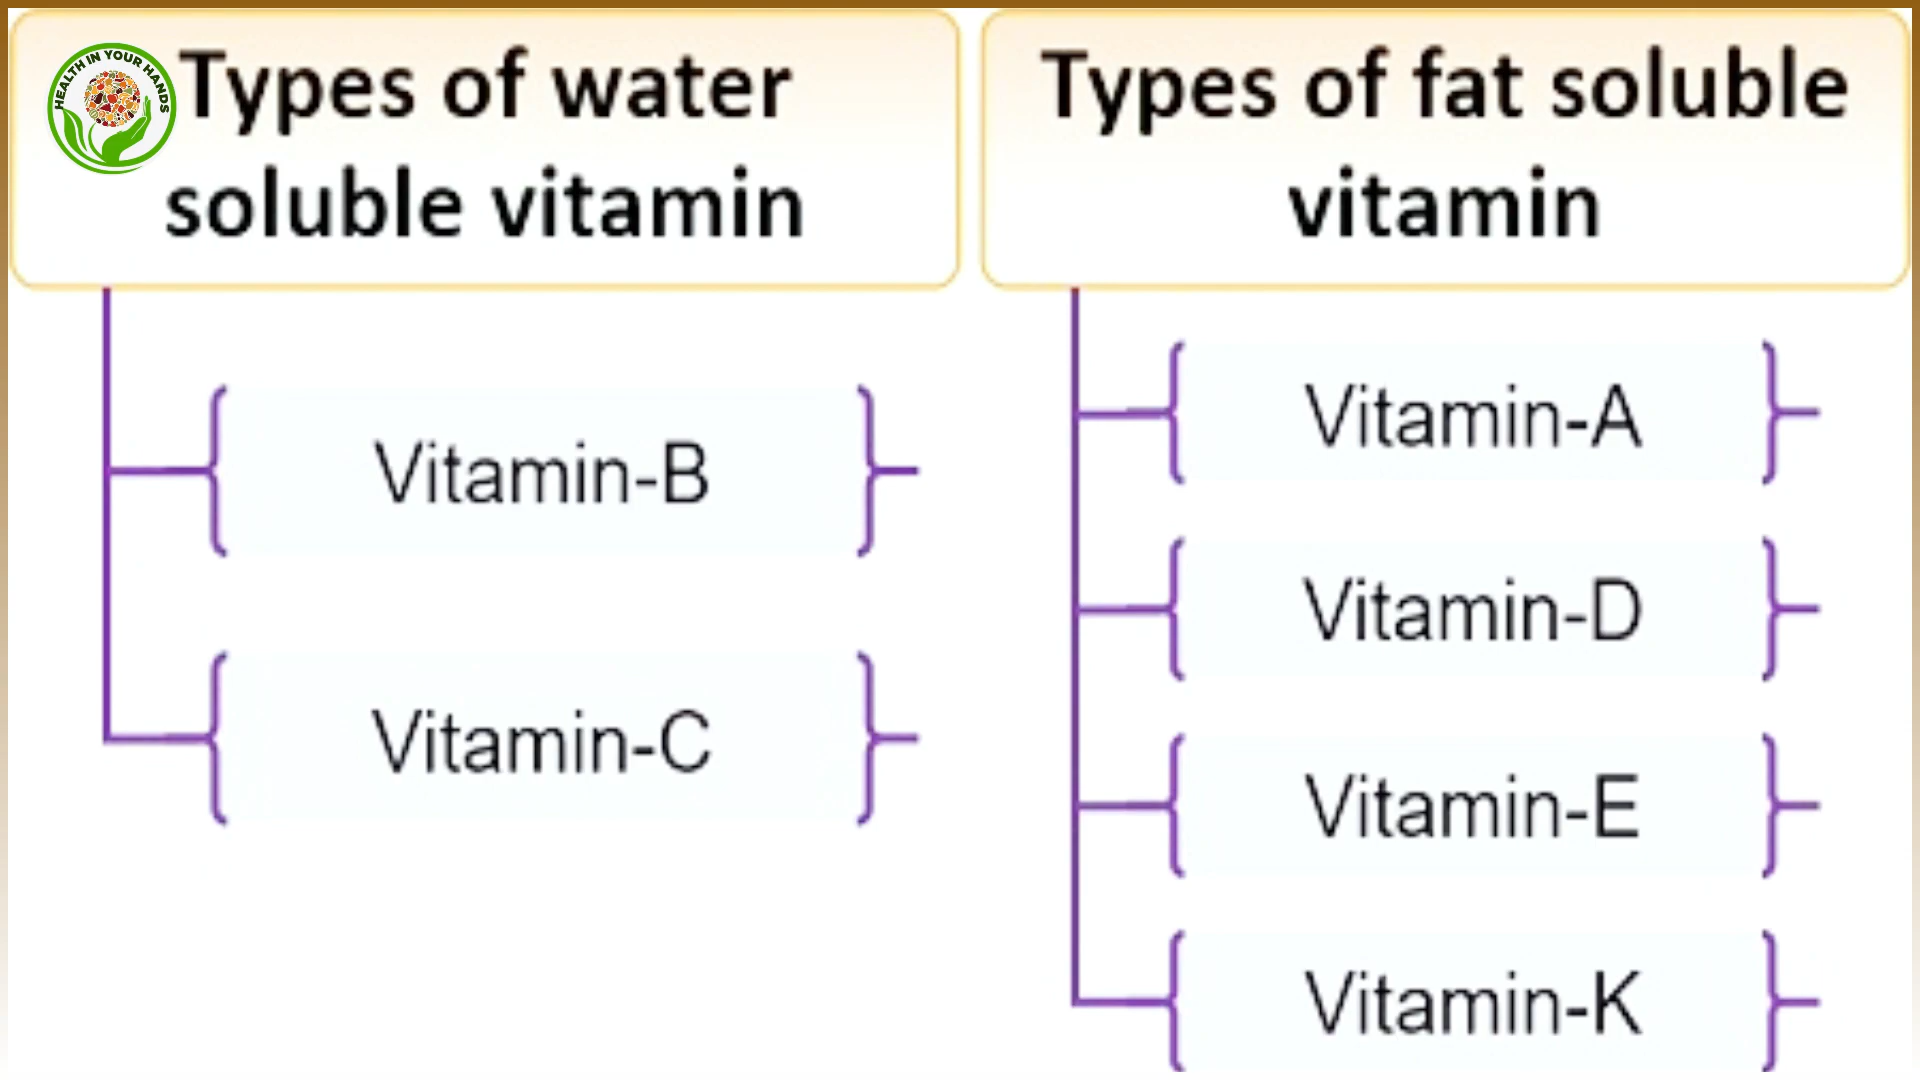 HEALTH IN YOUR HANDS
Types of water
soluble vitamin
Vitamin-B
Vitamin-C
Types of fat soluble
vitamin
Vitamin-A
Vitamin-D
Vitamin-E
Vitamin-K